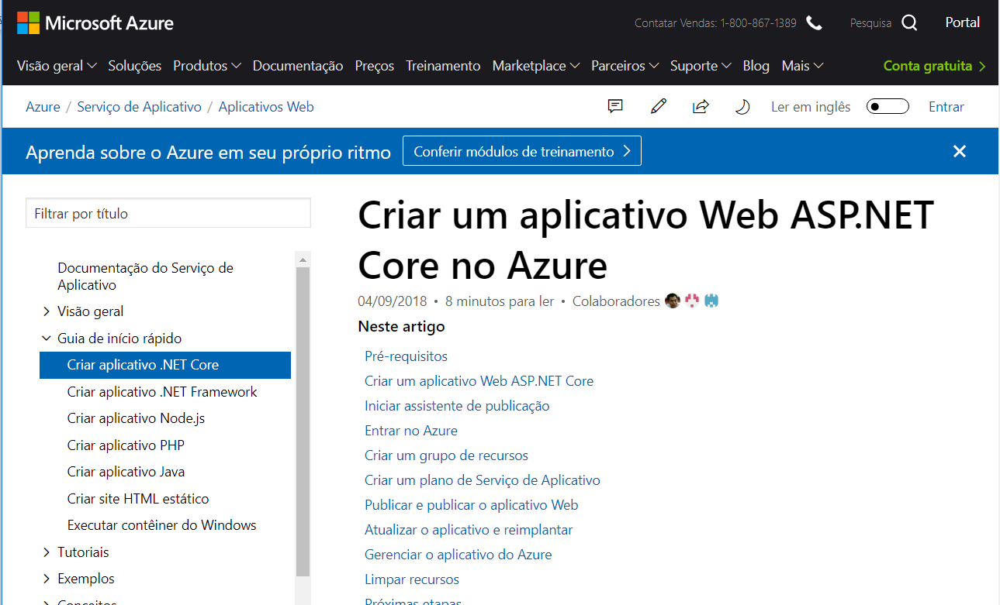 Microsoft Azure
Contatar Vendas: 1-800-867-1389
Pesquisa
Portal
Visão geral
Soluções
Produtos
Documentação
Preços
Treinamento
Marketplace
Parceiros
Suporte
Blog
Mais
Conta gratuita
Azure / Serviço de Aplicativo / Aplicativos Web
Ler em inglês
Entrar
Aprenda sobre o Azure em seu próprio ritmo
Conferir módulos de treinamento
Filtrar por título
Documentação do Serviço de
Aplicativo
Visão geral
Guia de início rápido
Criar aplicativo .NET Core
Criar aplicativo .NET Framework
Criar aplicativo Node.js
Criar aplicativo PHP
Criar aplicativo Java
Criar site HTML estático
Executar contêiner do Windows
Tutoriais
Exemplos
Conceitos
Criar um aplicativo Web ASP.NET
Core no Azure
04/09/2018 • 8 minutos para ler • Colaboradores
Neste artigo
Pré-requisitos
Criar um aplicativo Web ASP.NET Core
Iniciar assistente de publicação
Entrar no Azure
Criar um grupo de recursos
Criar um plano de Serviço de Aplicativo
Publicar e publicar o aplicativo Web
Atualizar o aplicativo e reimplantar
Gerenciar o aplicativo do Azure
Limpar recursos
Próximas etapas